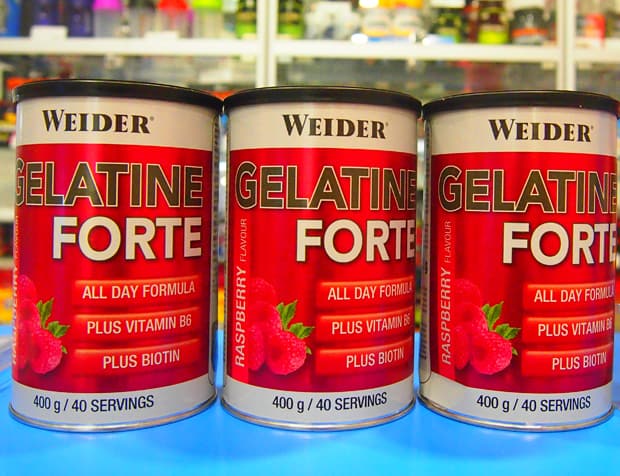 WEIDER®
GELATINE
FORTE
RASPBERRY FLAVOUR
ALL DAY FORMULA
PLUS VITAMIN B6
PLUS BIOTIN
400 g / 40 SERVINGS
WEIDER®
GELATINE
FORTE
RASPBERRY FLAVOUR
ALL DAY FORMULA
PLUS VITAMIN B6
PLUS BIOTIN
400 g / 40 SERVINGS
WEIDER®
GELATINE
FORTE
RASPBERRY FLAVOUR
ALL DAY FORMULA
PLUS VITAMIN B6
PLUS BIOTIN
400 g / 40 SERVINGS